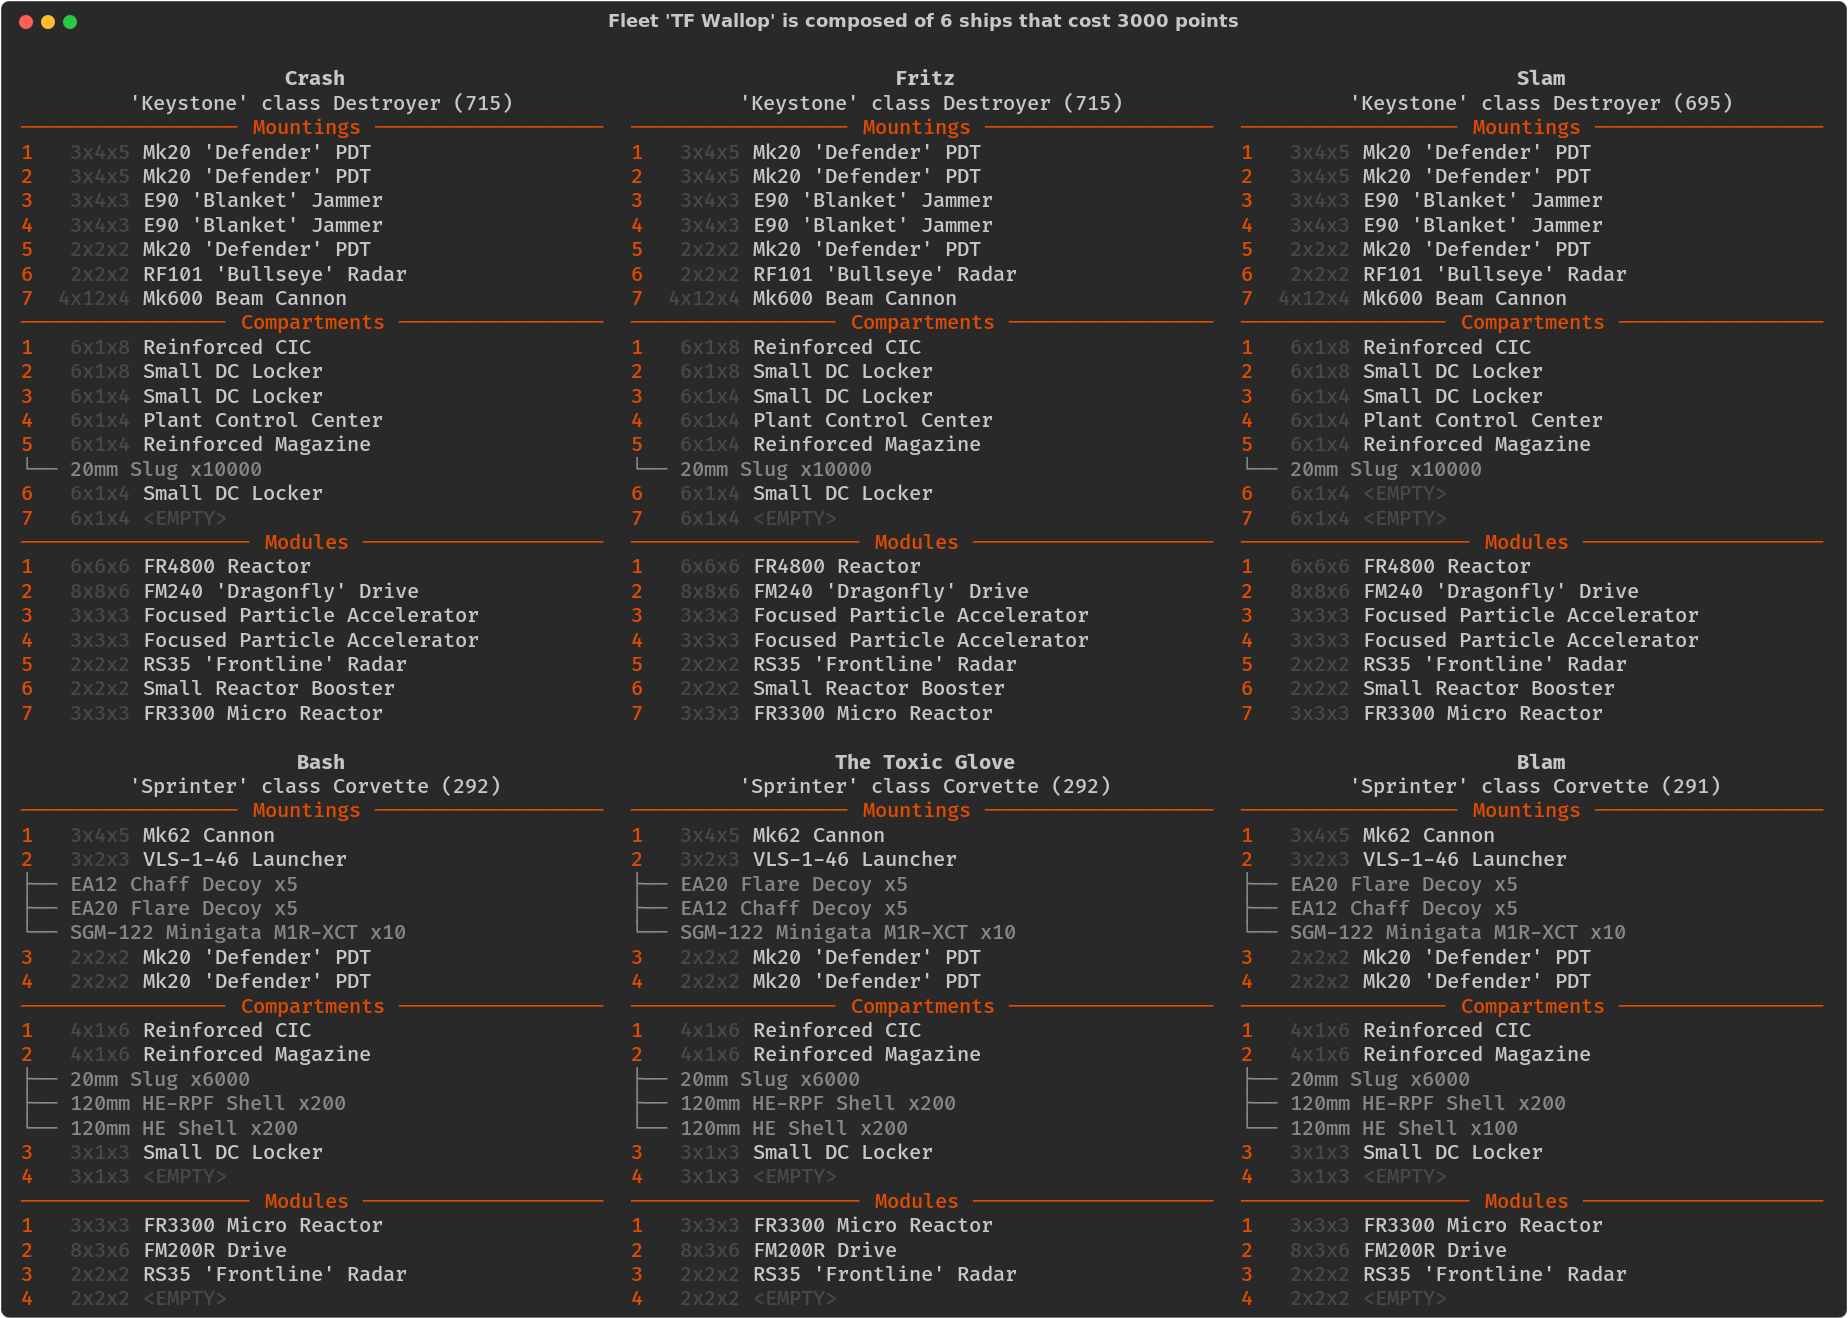 Fleet 'TF Wallop' is composed of 6 ships that cost 3000 points
Crash
'Keystone' class Destroyer (715)
Mountings
1 3x4x5 Mk20 'Defender' PDT
2 3x4x5 Mk20 'Defender' PDT
3 3x4x3 E90 'Blanket' Jammer
4 3x4x3 E90 'Blanket' Jammer
5 2x2x2 Mk20 'Defender' PDT
6 2x2x2 RF101 'Bullseye' Radar
7 4x12x4 Mk600 Beam Cannon
Compartments
1 6x1x8 Reinforced CIC
2 6x1x8 Small DC Locker
3 6x1x4 Small DC Locker
4 6x1x4 Plant Control Center
5 6x1x4 Reinforced Magazine
└── 20mm Slug x10000
6 6x1x4 Small DC Locker
7 6x1x4 <EMPTY>
Modules
1 6x6x6 FR4800 Reactor
2 8x8x6 FM240 'Dragonfly' Drive
3 3x3x3 Focused Particle Accelerator
4 3x3x3 Focused Particle Accelerator
5 2x2x2 RS35 'Frontline' Radar
6 2x2x2 Small Reactor Booster
7 3x3x3 FR3300 Micro Reactor
Fritz
'Keystone' class Destroyer (715)
Mountings
1 3x4x5 Mk20 'Defender' PDT
2 3x4x5 Mk20 'Defender' PDT
3 3x4x3 E90 'Blanket' Jammer
4 3x4x3 E90 'Blanket' Jammer
5 2x2x2 Mk20 'Defender' PDT
6 2x2x2 RF101 'Bullseye' Radar
7 4x12x4 Mk600 Beam Cannon
Compartments
1 6x1x8 Reinforced CIC
2 6x1x8 Small DC Locker
3 6x1x4 Small DC Locker
4 6x1x4 Plant Control Center
5 6x1x4 Reinforced Magazine
└── 20mm Slug x10000
6 6x1x4 Small DC Locker
7 6x1x4 <EMPTY>
Modules
1 6x6x6 FR4800 Reactor
2 8x8x6 FM240 'Dragonfly' Drive
3 3x3x3 Focused Particle Accelerator
4 3x3x3 Focused Particle Accelerator
5 2x2x2 RS35 'Frontline' Radar
6 2x2x2 Small Reactor Booster
7 3x3x3 FR3300 Micro Reactor
Slam
'Keystone' class Destroyer (695)
Mountings
1 3x4x5 Mk20 'Defender' PDT
2 3x4x5 Mk20 'Defender' PDT
3 3x4x3 E90 'Blanket' Jammer
4 3x4x3 E90 'Blanket' Jammer
5 2x2x2 Mk20 'Defender' PDT
6 2x2x2 RF101 'Bullseye' Radar
7 4x12x4 Mk600 Beam Cannon
Compartments
1 6x1x8 Reinforced CIC
2 6x1x8 Small DC Locker
3 6x1x4 Small DC Locker
4 6x1x4 Plant Control Center
5 6x1x4 Reinforced Magazine
└── 20mm Slug x10000
6 6x1x4 <EMPTY>
7 6x1x4 <EMPTY>
Modules
1 6x6x6 FR4800 Reactor
2 8x8x6 FM240 'Dragonfly' Drive
3 3x3x3 Focused Particle Accelerator
4 3x3x3 Focused Particle Accelerator
5 2x2x2 RS35 'Frontline' Radar
6 2x2x2 Small Reactor Booster
7 3x3x3 FR3300 Micro Reactor
Bash
'Sprinter' class Corvette (292)
Mountings
1 3x4x5 Mk62 Cannon
2 3x2x3 VLS-1-46 Launcher
├── EA12 Chaff Decoy x5
├── EA20 Flare Decoy x5
└── SGM-122 Minigata M1R-XCT x10
3 2x2x2 Mk20 'Defender' PDT
4 2x2x2 Mk20 'Defender' PDT
Compartments
1 4x1x6 Reinforced CIC
2 4x1x6 Reinforced Magazine
├── 20mm Slug x6000
├── 120mm HE-RPF Shell x200
└── 120mm HE Shell x200
3 3x1x3 Small DC Locker
4 3x1x3 <EMPTY>
Modules
1 3x3x3 FR3300 Micro Reactor
2 8x3x6 FM200R Drive
3 2x2x2 RS35 'Frontline' Radar
4 2x2x2 <EMPTY>
The Toxic Glove
'Sprinter' class Corvette (292)
Mountings
1 3x4x5 Mk62 Cannon
2 3x2x3 VLS-1-46 Launcher
├── EA20 Flare Decoy x5
├── EA12 Chaff Decoy x5
└── SGM-122 Minigata M1R-XCT x10
3 2x2x2 Mk20 'Defender' PDT
4 2x2x2 Mk20 'Defender' PDT
Compartments
1 4x1x6 Reinforced CIC
2 4x1x6 Reinforced Magazine
├── 20mm Slug x6000
├── 120mm HE-RPF Shell x200
└── 120mm HE Shell x200
3 3x1x3 Small DC Locker
4 3x1x3 <EMPTY>
Modules
1 3x3x3 FR3300 Micro Reactor
2 8x3x6 FM200R Drive
3 2x2x2 RS35 'Frontline' Radar
4 2x2x2 <EMPTY>
Blam
'Sprinter' class Corvette (291)
Mountings
1 3x4x5 Mk62 Cannon
2 3x2x3 VLS-1-46 Launcher
├── EA20 Flare Decoy x5
├── EA12 Chaff Decoy x5
└── SGM-122 Minigata M1R-XCT x10
3 2x2x2 Mk20 'Defender' PDT
4 2x2x2 Mk20 'Defender' PDT
Compartments
1 4x1x6 Reinforced CIC
2 4x1x6 Reinforced Magazine
├── 20mm Slug x6000
├── 120mm HE-RPF Shell x200
└── 120mm HE Shell x100
3 3x1x3 Small DC Locker
4 3x1x3 <EMPTY>
Modules
1 3x3x3 FR3300 Micro Reactor
2 8x3x6 FM200R Drive
3 2x2x2 RS35 'Frontline' Radar
4 2x2x2 <EMPTY>